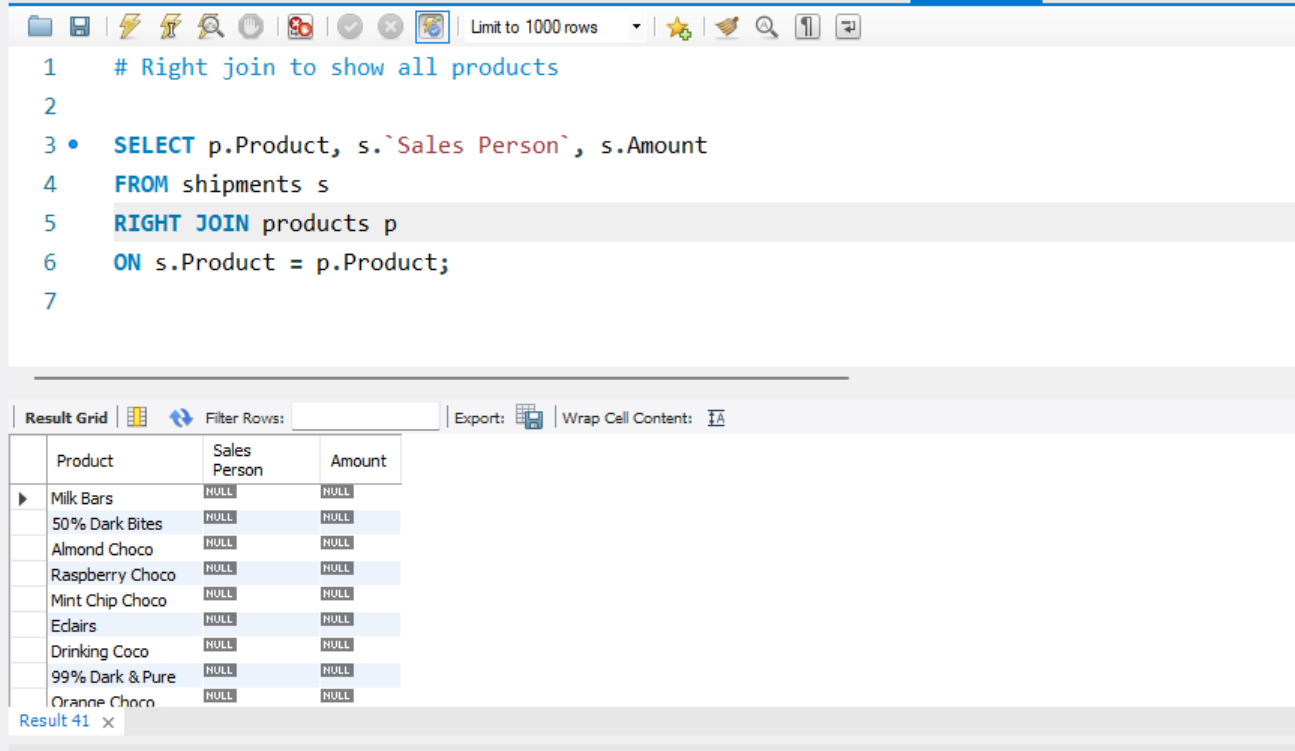 Limit to 1000 rows
1 # Right join to show all products
2
3 SELECT p.Product, s.`Sales Person`, s.Amount
4 FROM shipments s
5 RIGHT JOIN products p
6 ON s.Product = p.Product;
7
Result Grid Filter Rows: Export: Wrap Cell Content: IA
Product Sales Person Amount
Milk Bars NULL NULL
50% Dark Bites NULL NULL
Almond Choco NULL NULL
Raspberry Choco NULL NULL
Mint Chip Choco NULL NULL
Eclairs NULL NULL
Drinking Coco NULL NULL
99% Dark & Pure NULL NULL
Orange Choco NULL NULL
Result 41